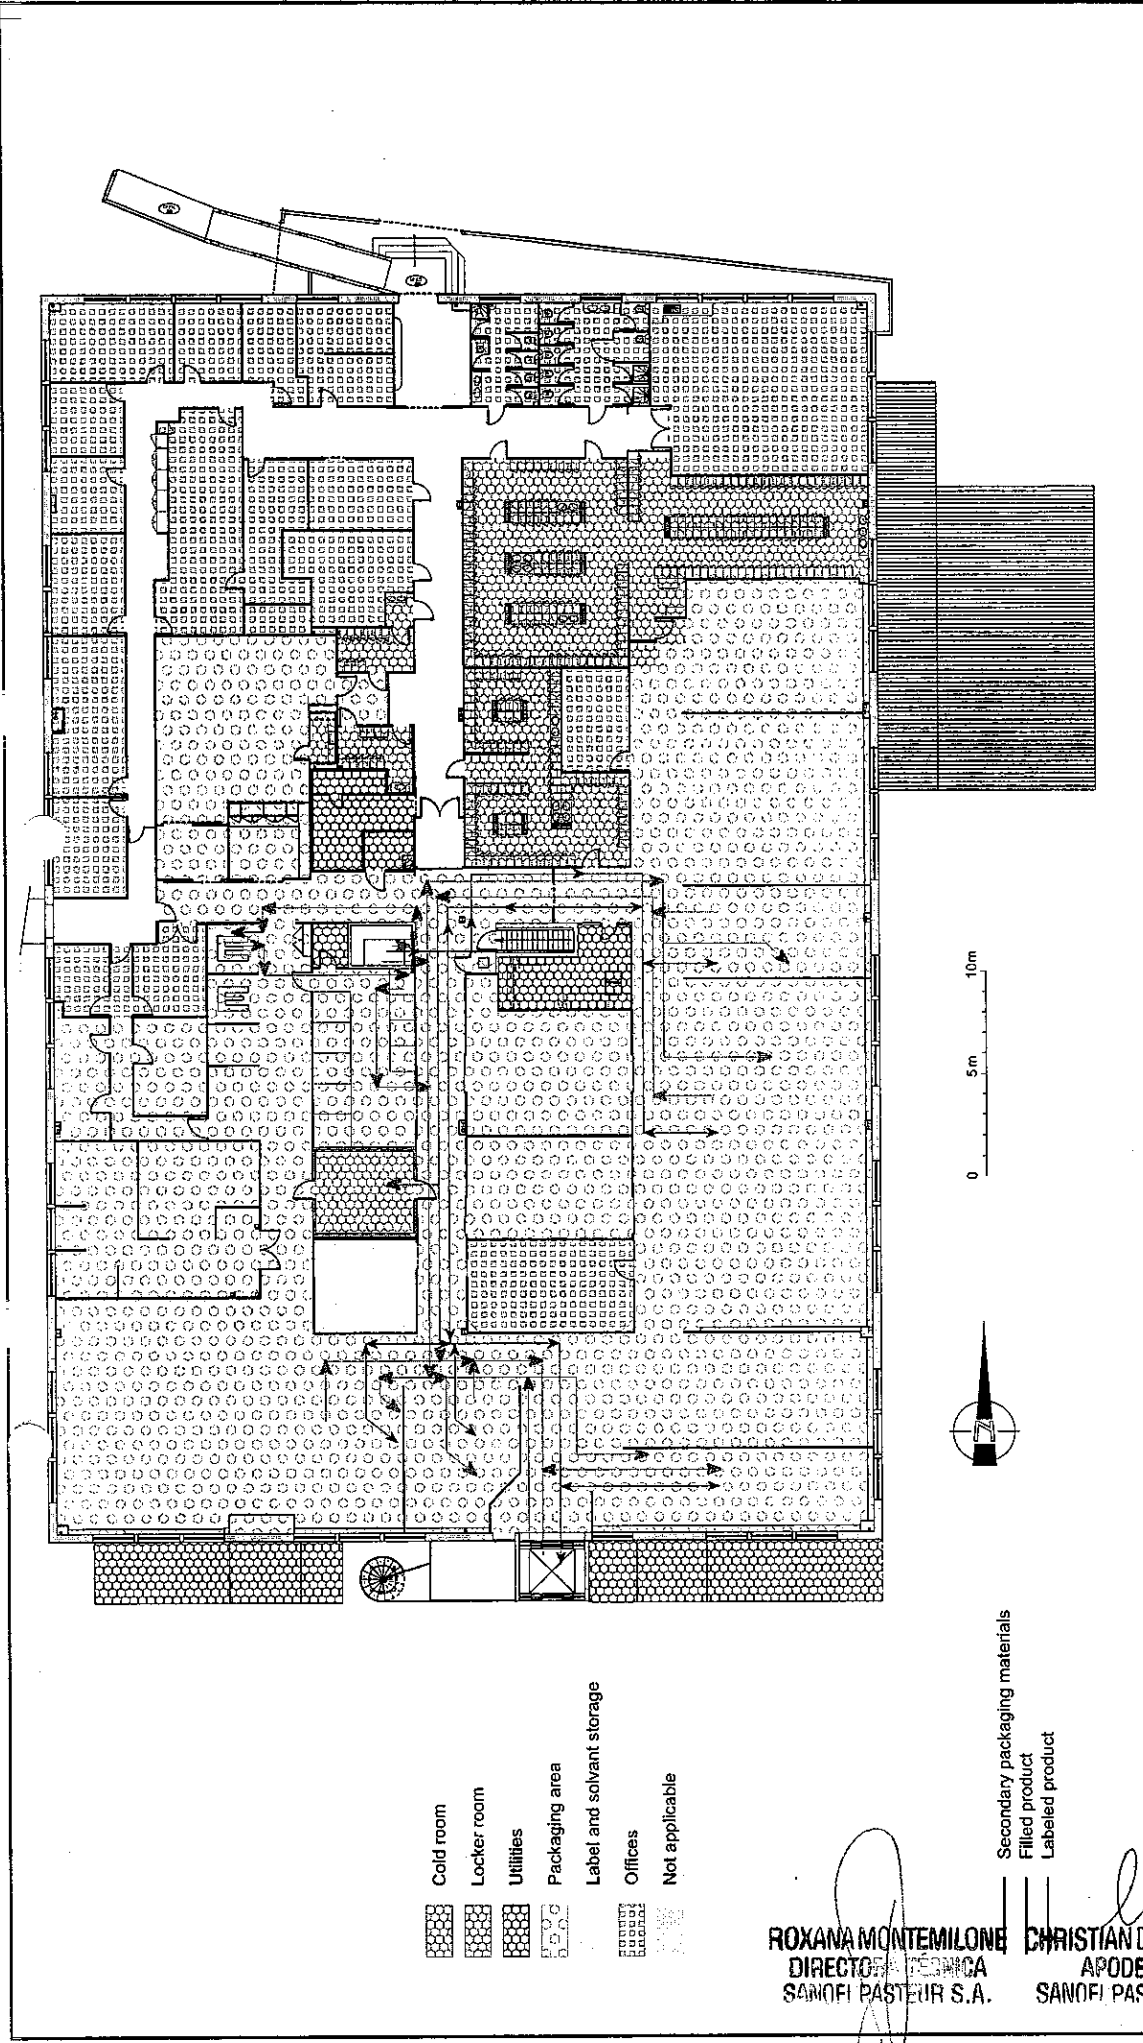 10m
5m
0
N
Cold room
Locker room
Utilities
Packaging area
Label and solvant storage
Offices
Not applicable
Secondary packaging materials
Filled product
Labeled product
ROXANA MONTEMILONE
DIRECTORA TÉCNICA
SANOFI PASTEUR S.A.
CHRISTIAN D
APODE
SANOFI PAS